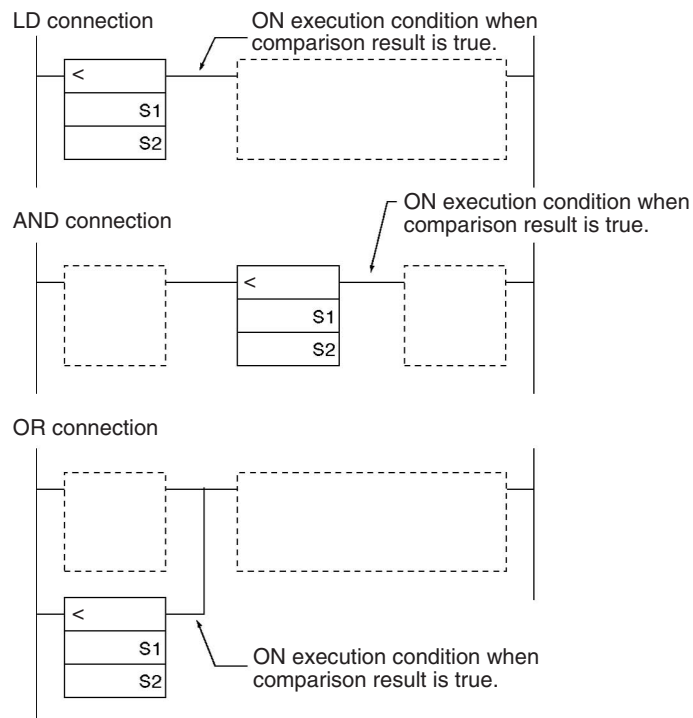 LD connection
ON execution condition when
comparison result is true.
<
S1
S2
AND connection
ON execution condition when
comparison result is true.
<
S1
S2
OR connection
<
S1
S2
ON execution condition when
comparison result is true.